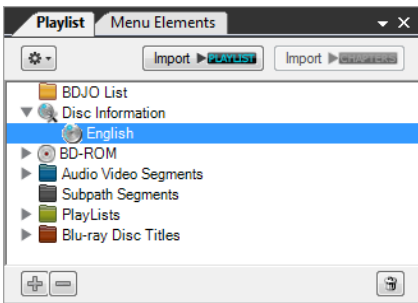 Playlist Menu Elements
Import PLAYLIST Import CHAPTERS
BDJO List
Disc Information
English
BD-ROM
Audio Video Segments
Subpath Segments
PlayLists
Blu-ray Disc Titles